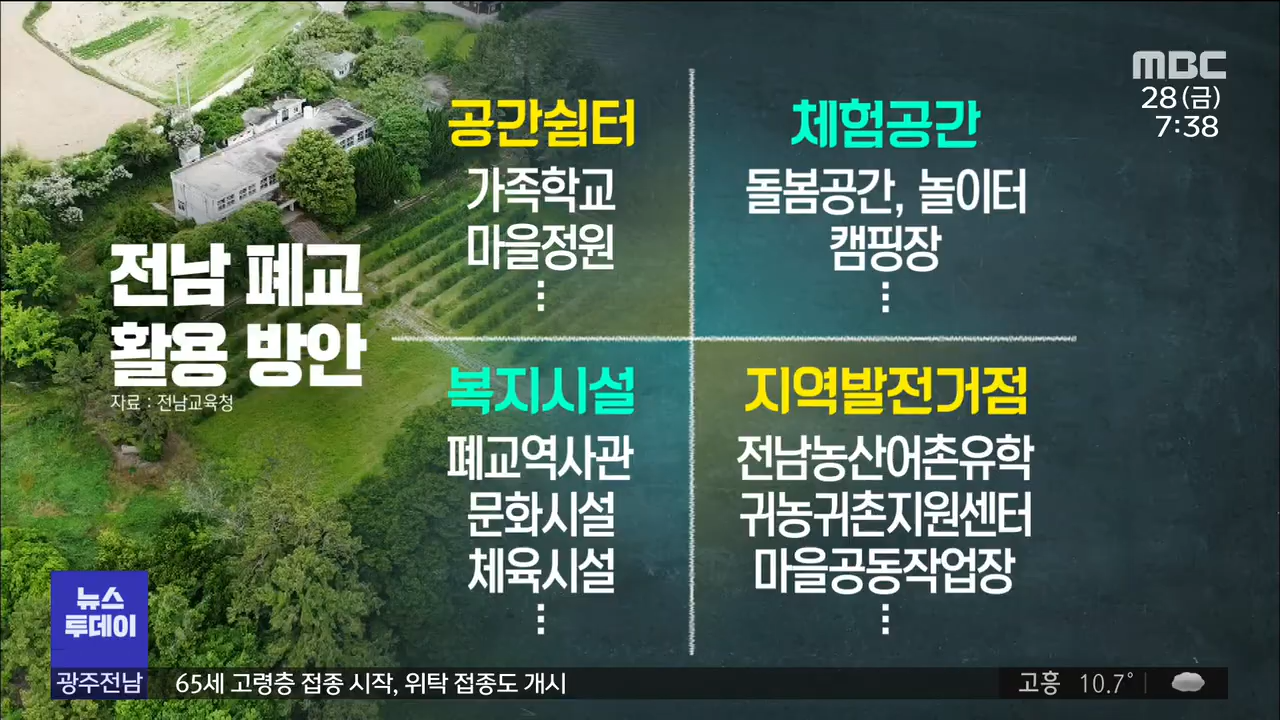 MBC
28(금)
7:38
전남 폐교
활용 방안
자료 : 전남교육청
공간쉼터
가족학교
마을정원
⋮
체험공간
돌봄공간, 놀이터
캠핑장
⋮
복지시설
폐교역사관
문화시설
체육시설
⋮
지역발전거점
전남농산어촌유학
귀농귀촌지원센터
마을공동작업장
⋮
뉴스
투데이
광주전남
65세 고령층 접종 시작, 위탁 접종도 개시
고흥 10.7°